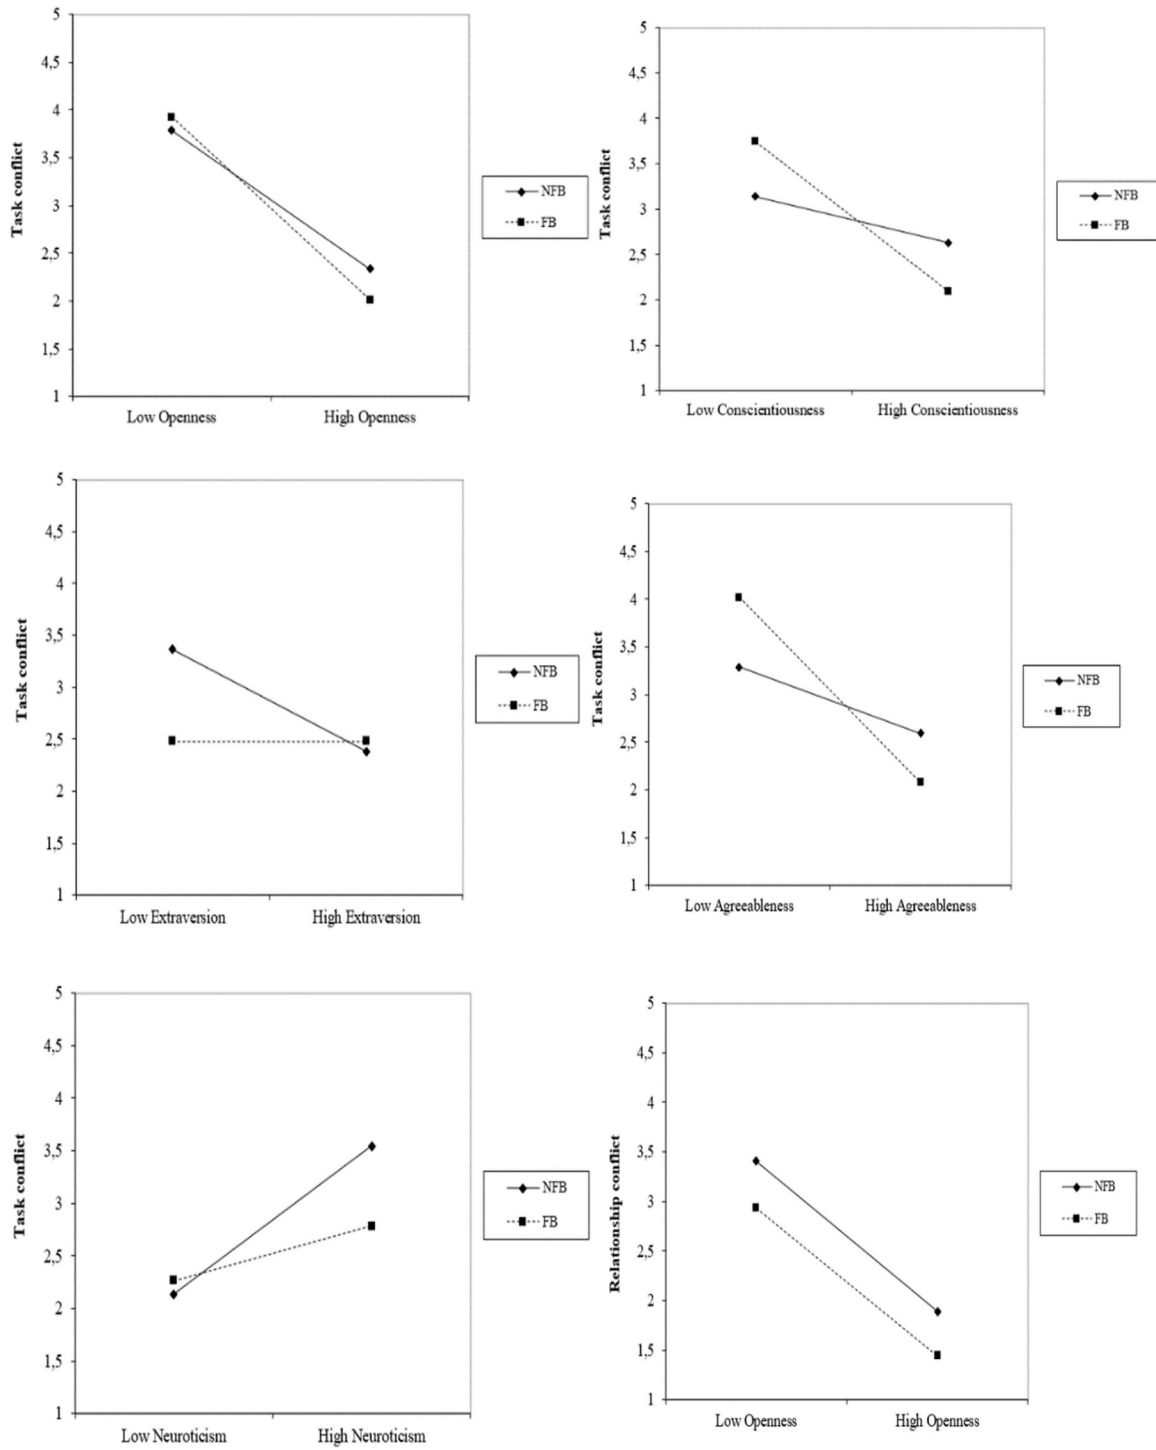 5
4,5
4
3,5
3
2,5
2
1,5
1
Task conflict
Low Openness
High Openness
NFB
FB
5
4,5
4
3,5
3
2,5
2
1,5
1
Task conflict
Low Conscientiousness
High Conscientiousness
NFB
FB
5
4,5
4
3,5
3
2,5
2
1,5
1
Task conflict
Low Extraversion
High Extraversion
NFB
FB
5
4,5
4
3,5
3
2,5
2
1,5
1
Task conflict
Low Agreeableness
High Agreeableness
NFB
FB
5
4,5
4
3,5
3
2,5
2
1,5
1
Task conflict
Low Neuroticism
High Neuroticism
NFB
FB
5
4,5
4
3,5
3
2,5
2
1,5
1
Relationship conflict
Low Openness
High Openness
NFB
FB